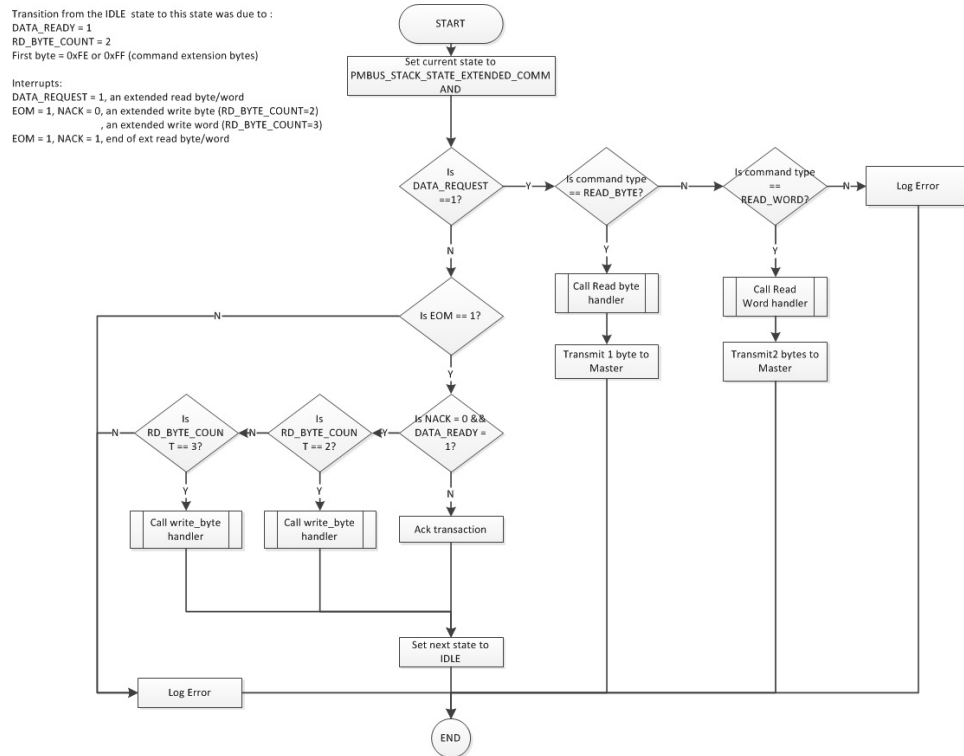 Transition from the IDLE state to this state was due to :
DATA_READY = 1
RD_BYTE_COUNT = 2
First byte = 0xFE or 0xFF (command extension bytes)
Interrupts:
DATA_REQUEST = 1, an extended read byte/word
EOM = 1, NACK = 0, an extended write byte (RD_BYTE_COUNT=2)
, an extended write word (RD_BYTE_COUNT=3)
EOM = 1, NACK = 1, end of ext read byte/word
START
Set current state to
PMBUS_STACK_STATE_EXTENDED_COMM
AND
Is
DATA_REQUEST
==1?
Y
Is command type
== READ_BYTE?
N
Is command type
==
READ_WORD?
N
Log Error
N
Y
Y
Call Read byte
handler
Call Read
Word handler
Transmit 1 byte to
Master
Transmit2 bytes to
Master
Is EOM == 1?
N
Y
Is NACK = 0 &&
DATA_READY =
1?
Y
Is
RD_BYTE_COUN
T == 2?
N
Is
RD_BYTE_COUN
T == 3?
N
Y
Y
N
Call write_byte
handler
Call write_byte
handler
Ack transaction
Set next state to
IDLE
Log Error
END